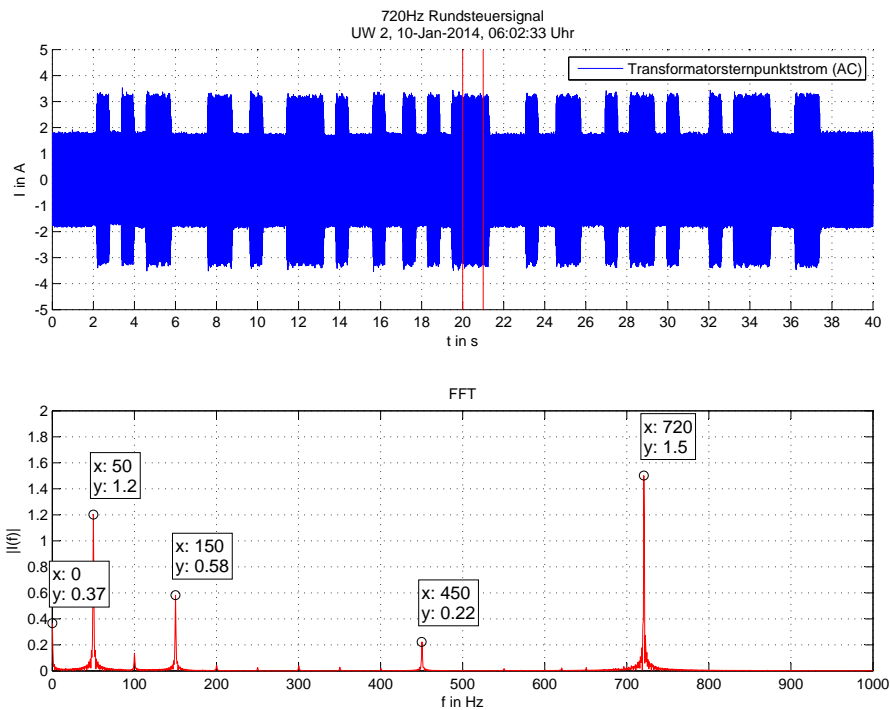 720Hz Rundsteuersignal
UW 2, 10-Jan-2014, 06:02:33 Uhr
5
4
3
2
1
0
-1
-2
-3
-4
-5
I in A
Transformatorsternpunktstrom (AC)
0 2 4 6 8 10 12 14 16 18 20 22 24 26 28 30 32 34 36 38 40
t in s
FFT
2
1.8
1.6
1.4
1.2
1
0.8
0.6
0.4
0.2
0
|I(f)|
x: 0
y: 0.37
x: 50
y: 1.2
x: 150
y: 0.58
x: 450
y: 0.22
x: 720
y: 1.5
0 100 200 300 400 500 600 700 800 900 1000
f in Hz